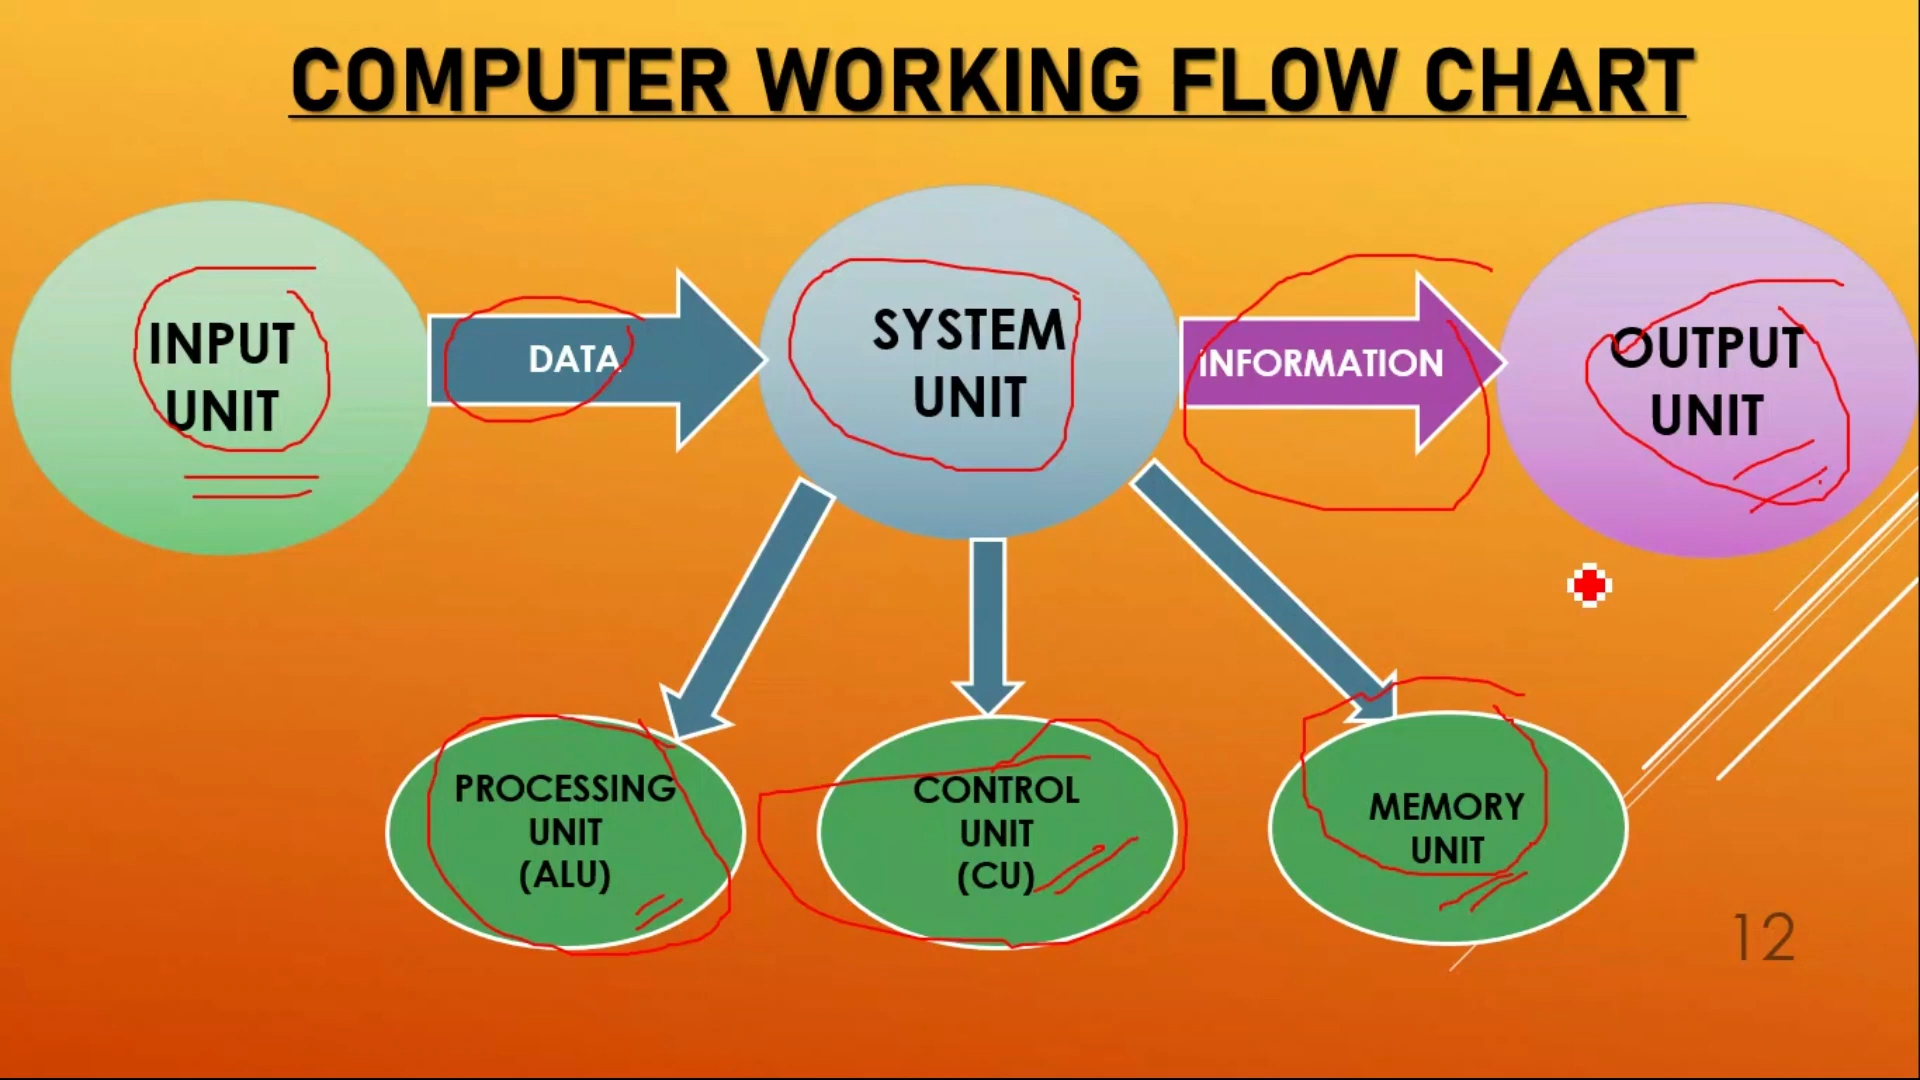 COMPUTER WORKING FLOW CHART
INPUT
UNIT
DATA
SYSTEM
UNIT
INFORMATION
OUTPUT
UNIT
PROCESSING
UNIT
(ALU)
CONTROL
UNIT
(CU)
MEMORY
UNIT
12